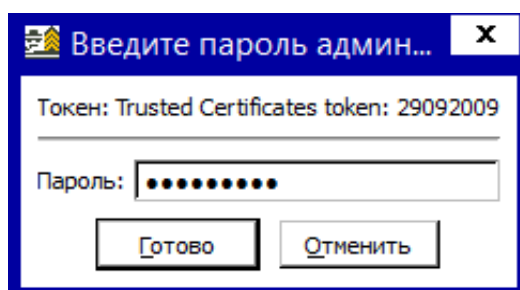 Введите пароль админ...
Токен: Trusted Certificates token: 29092009
Пароль: •••••••••
Готово
Отменить